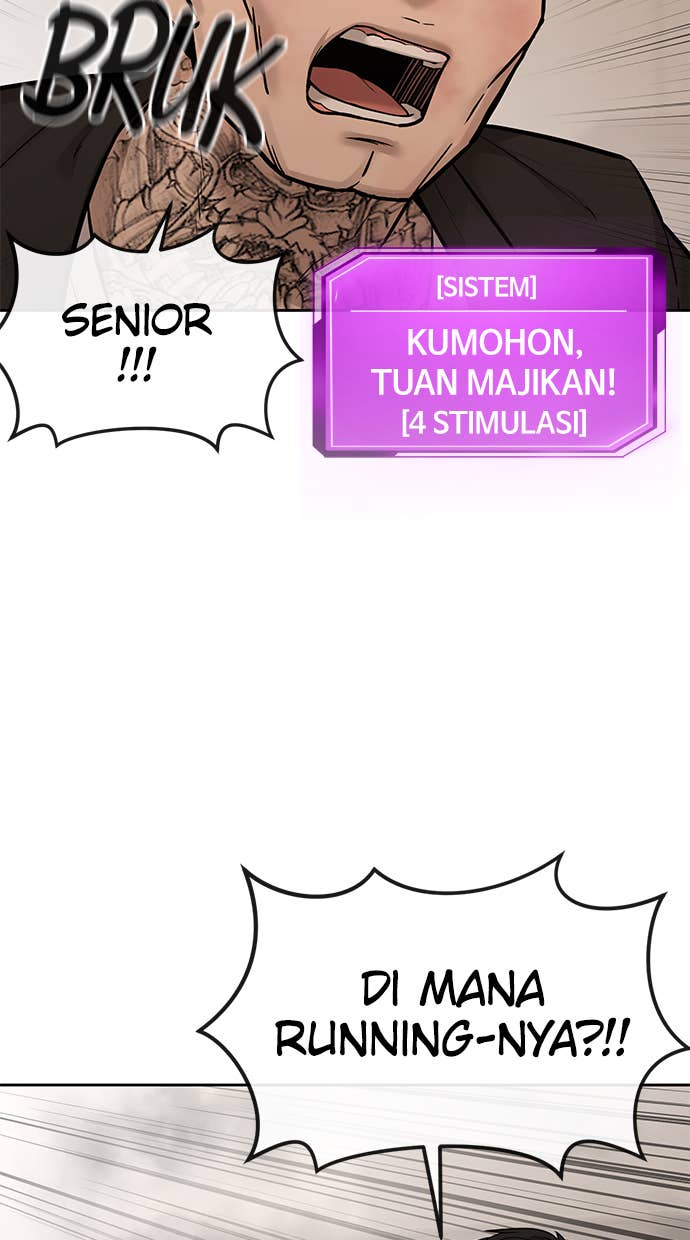 BRUK
SENIOR
!!!
[SISTEM]
KUMOHON,
TUAN MAJIKAN!
[4 STIMULASI]
DI MANA
RUNNING-NYA?!!